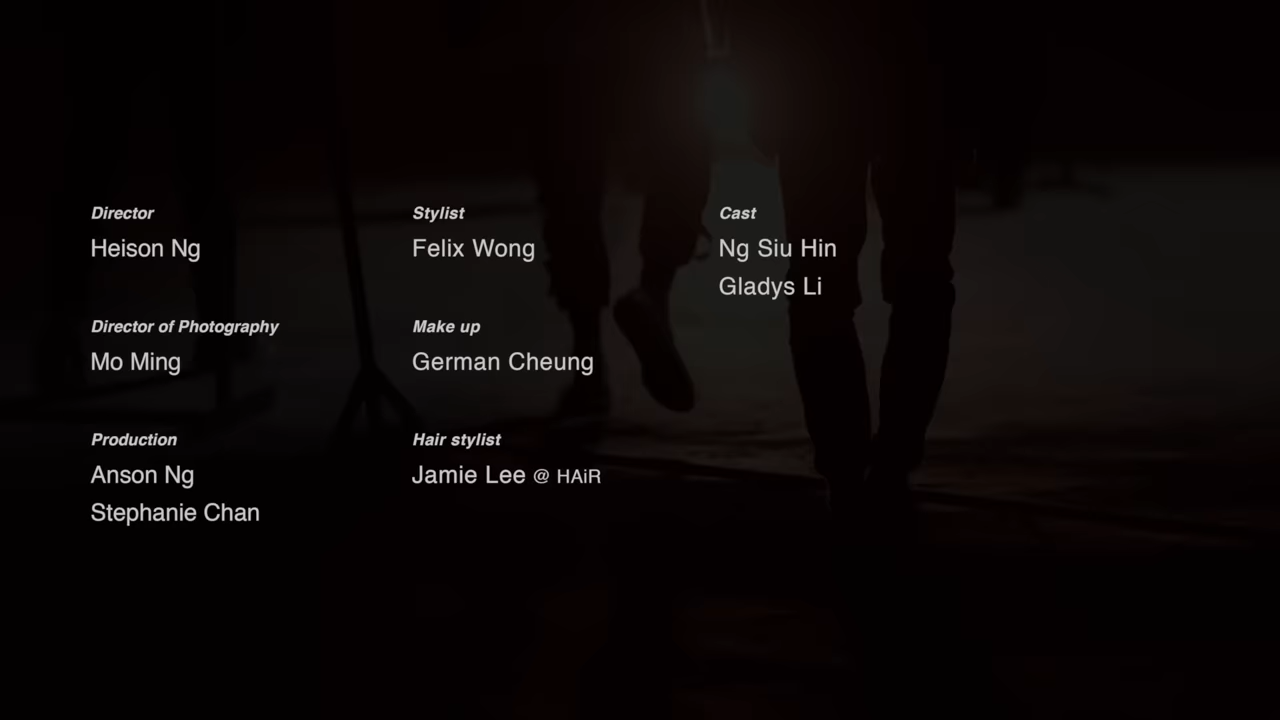 Director
Heison Ng
Director of Photography
Mo Ming
Production
Anson Ng
Stephanie Chan
Stylist
Felix Wong
Make up
German Cheung
Hair stylist
Jamie Lee @ HAiR
Cast
Ng Siu Hin
Gladys Li